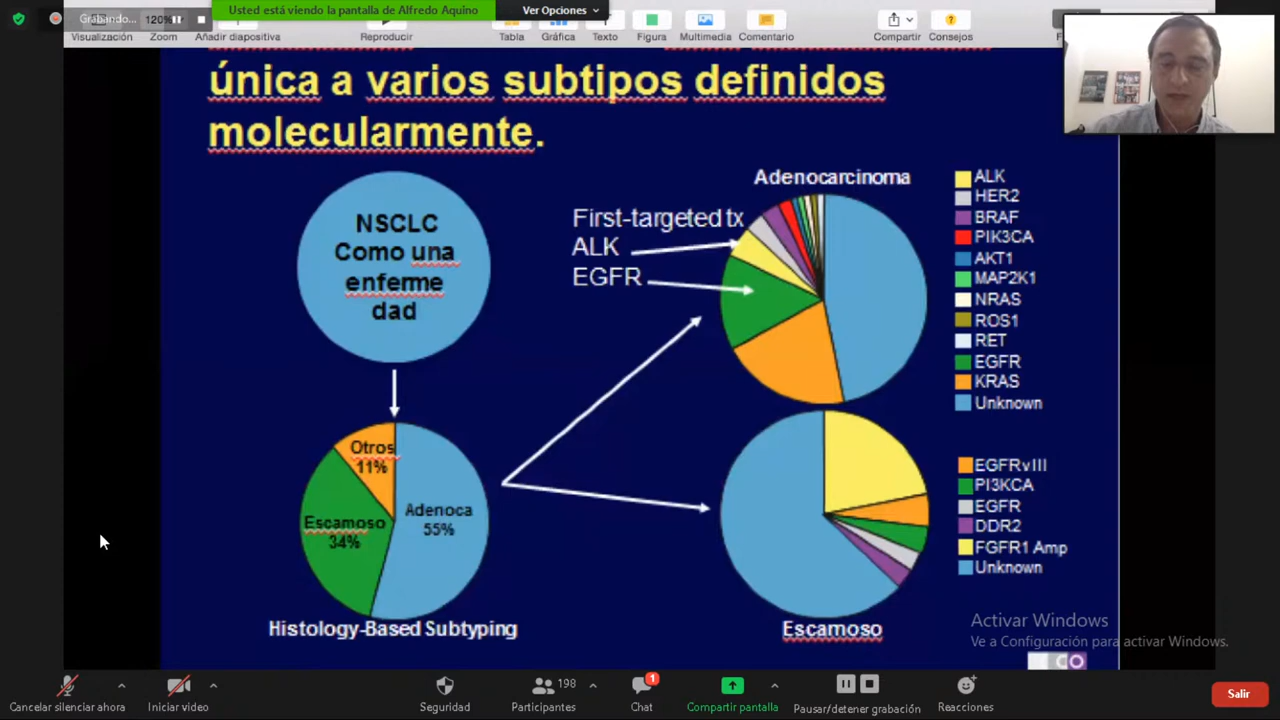 Grabando...
120%
Usted está viendo la pantalla de Alfredo Aquino
Ver Opciones
Visualización
Zoom
Añadir diapositiva
Reproducir
Tabla
Gráfica
Texto
Figura
Multimedia
Comentario
Compartir
Consejos
única a varios subtipos definidos
molecularmente.
NSCLC
Como una
enferme
dad
First-targeted tx
ALK
EGFR
Adenocarcinoma
ALK
HER2
BRAF
PIK3CA
AKT1
MAP2K1
NRAS
ROS1
RET
EGFR
KRAS
Unknown
Otros
11%
Escamoso
34%
Adenoca
55%
Histology-Based Subtyping
EGFRvIII
PI3KCA
EGFR
DDR2
FGFR1 Amp
Unknown
Escamoso
Activar Windows
Ve a Configuración para activar Windows.
Cancelar silenciar ahora
Iniciar video
Seguridad
198
Participantes
1
Chat
Compartir pantalla
Pausar/detener grabación
Reacciones
Salir